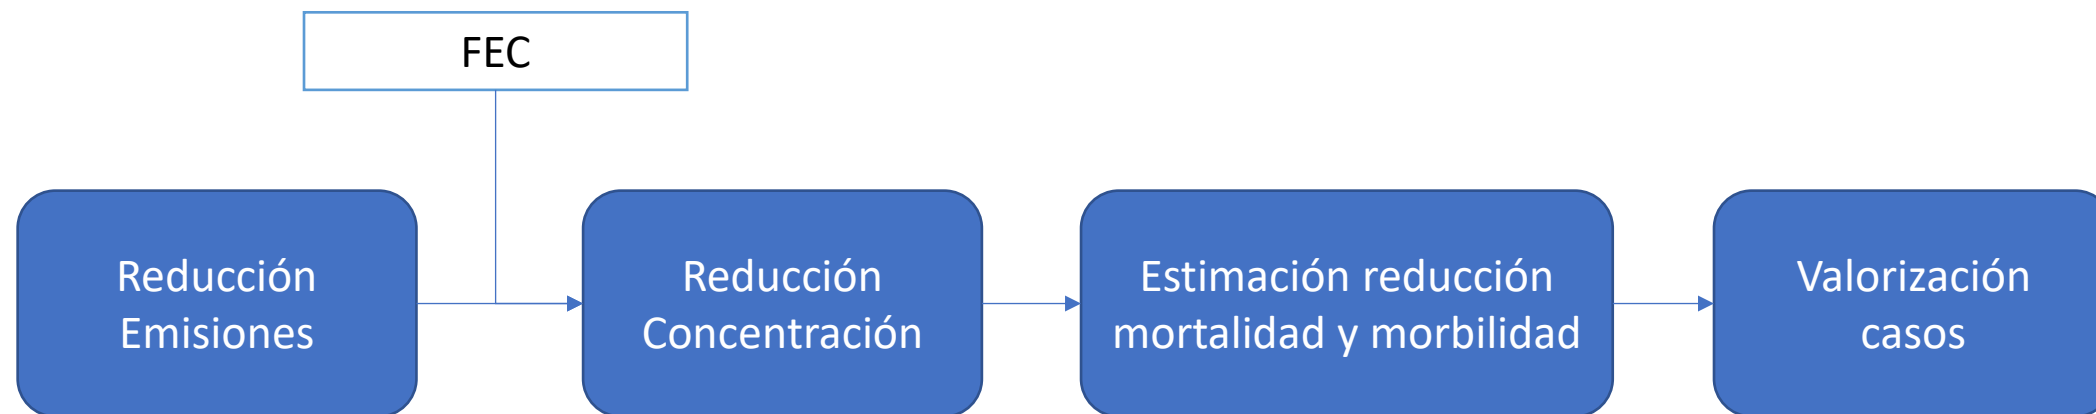 FEC
Reducción
Emisiones
Reducción
Concentración
Estimación reducción
mortalidad y morbilidad
Valorización
casos